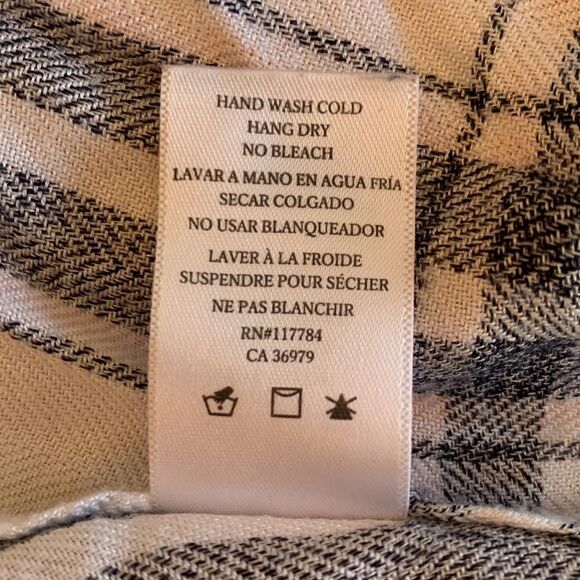 HAND WASH COLD
HANG DRY
NO BLEACH
LAVAR A MANO EN AGUA FRÍA
SECAR COLGADO
NO USAR BLANQUEADOR
LAVER À LA FROIDE
SUSPENDRE POUR SÉCHER
NE PAS BLANCHIR
RN#117784
CA 36979